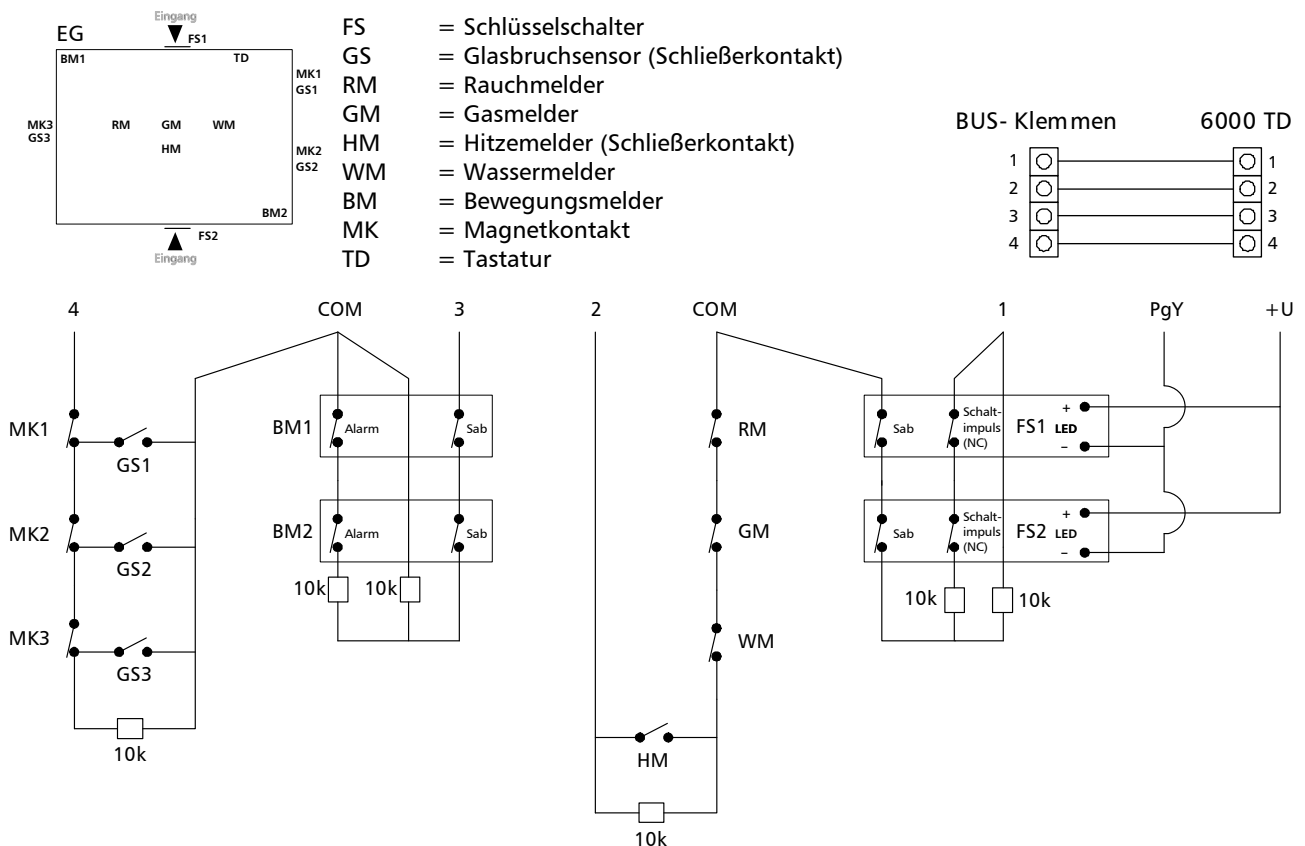 Eingang
FS1
EG
BM1
TD
MK1
GS1
MK3
GS3
RM
GM
WM
HM
MK2
GS2
BM2
FS2
Eingang
FS = Schlüsselschalter
GS = Glasbruchsensor (Schließerkontakt)
RM = Rauchmelder
GM = Gasmelder
HM = Hitzemelder (Schließerkontakt)
WM = Wassermelder
BM = Bewegungsmelder
MK = Magnetkontakt
TD = Tastatur
BUS- Klemmen
6000 TD
1 1
2 2
3 3
4 4
4
COM
3
2
COM
1
PgY
+U
MK1
GS1
MK2
GS2
MK3
GS3
10k
BM1
Alarm
Sab
BM2
Alarm
Sab
10k
10k
RM
GM
WM
HM
10k
Sab
Schalt-
impuls
(NC)
FS1
+
LED
–
Sab
Schalt-
impuls
(NC)
FS2
+
LED
–
10k
10k